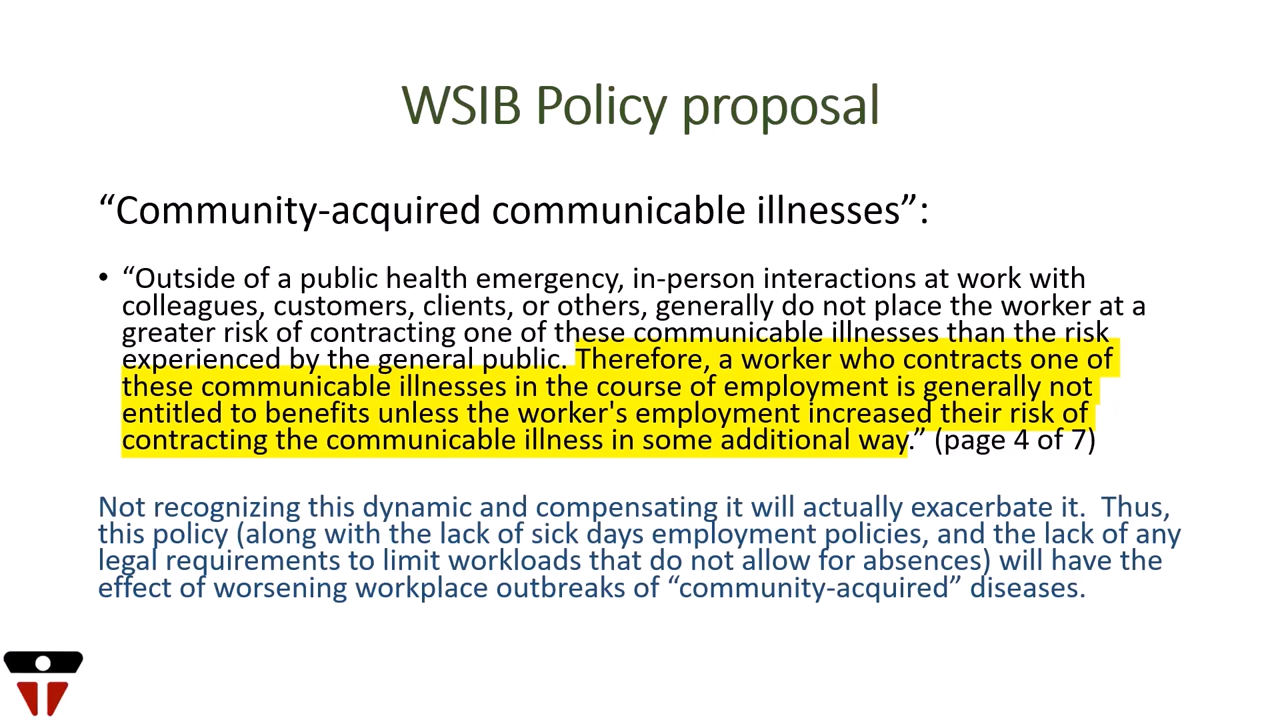 WSIB Policy proposal
“Community-acquired communicable illnesses”:
• “Outside of a public health emergency, in-person interactions at work with
colleagues, customers, clients, or others, generally do not place the worker at a
greater risk of contracting one of these communicable illnesses than the risk
experienced by the general public. Therefore, a worker who contracts one of
these communicable illnesses in the course of employment is generally not
entitled to benefits unless the worker's employment increased their risk of
contracting the communicable illness in some additional way.” (page 4 of 7)
Not recognizing this dynamic and compensating it will actually exacerbate it.  Thus,
this policy (along with the lack of sick days employment policies, and the lack of any
legal requirements to limit workloads that do not allow for absences) will have the
effect of worsening workplace outbreaks of “community-acquired” diseases.